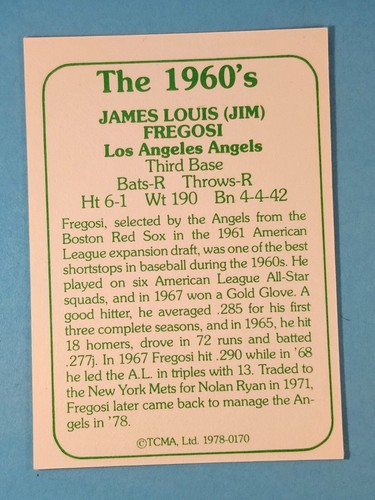 The 1960's
JAMES LOUIS (JIM)
FREGOSI
Los Angeles Angels
Third Base
Bats-R Throws-R
Ht 6-1 Wt 190 Bn 4-4-42
Fregosi, selected by the Angels from the
Boston Red Sox in the 1961 American
League expansion draft, was one of the best
shortstops in baseball during the 1960s. He
played on six American League All-Star
squads, and in 1967 won a Gold Glove. A
good hitter, he averaged .285 for his first
three complete seasons, and in 1965, he hit
18 homers, drove in 72 runs and batted
.277j. In 1967 Fregosi hit .290 while in '68
he led the A.L. in triples with 13. Traded to
the New York Mets for Nolan Ryan in 1971,
Fregosi later came back to manage the An-
gels in '78.
©TCMA, Ltd. 1978-0170